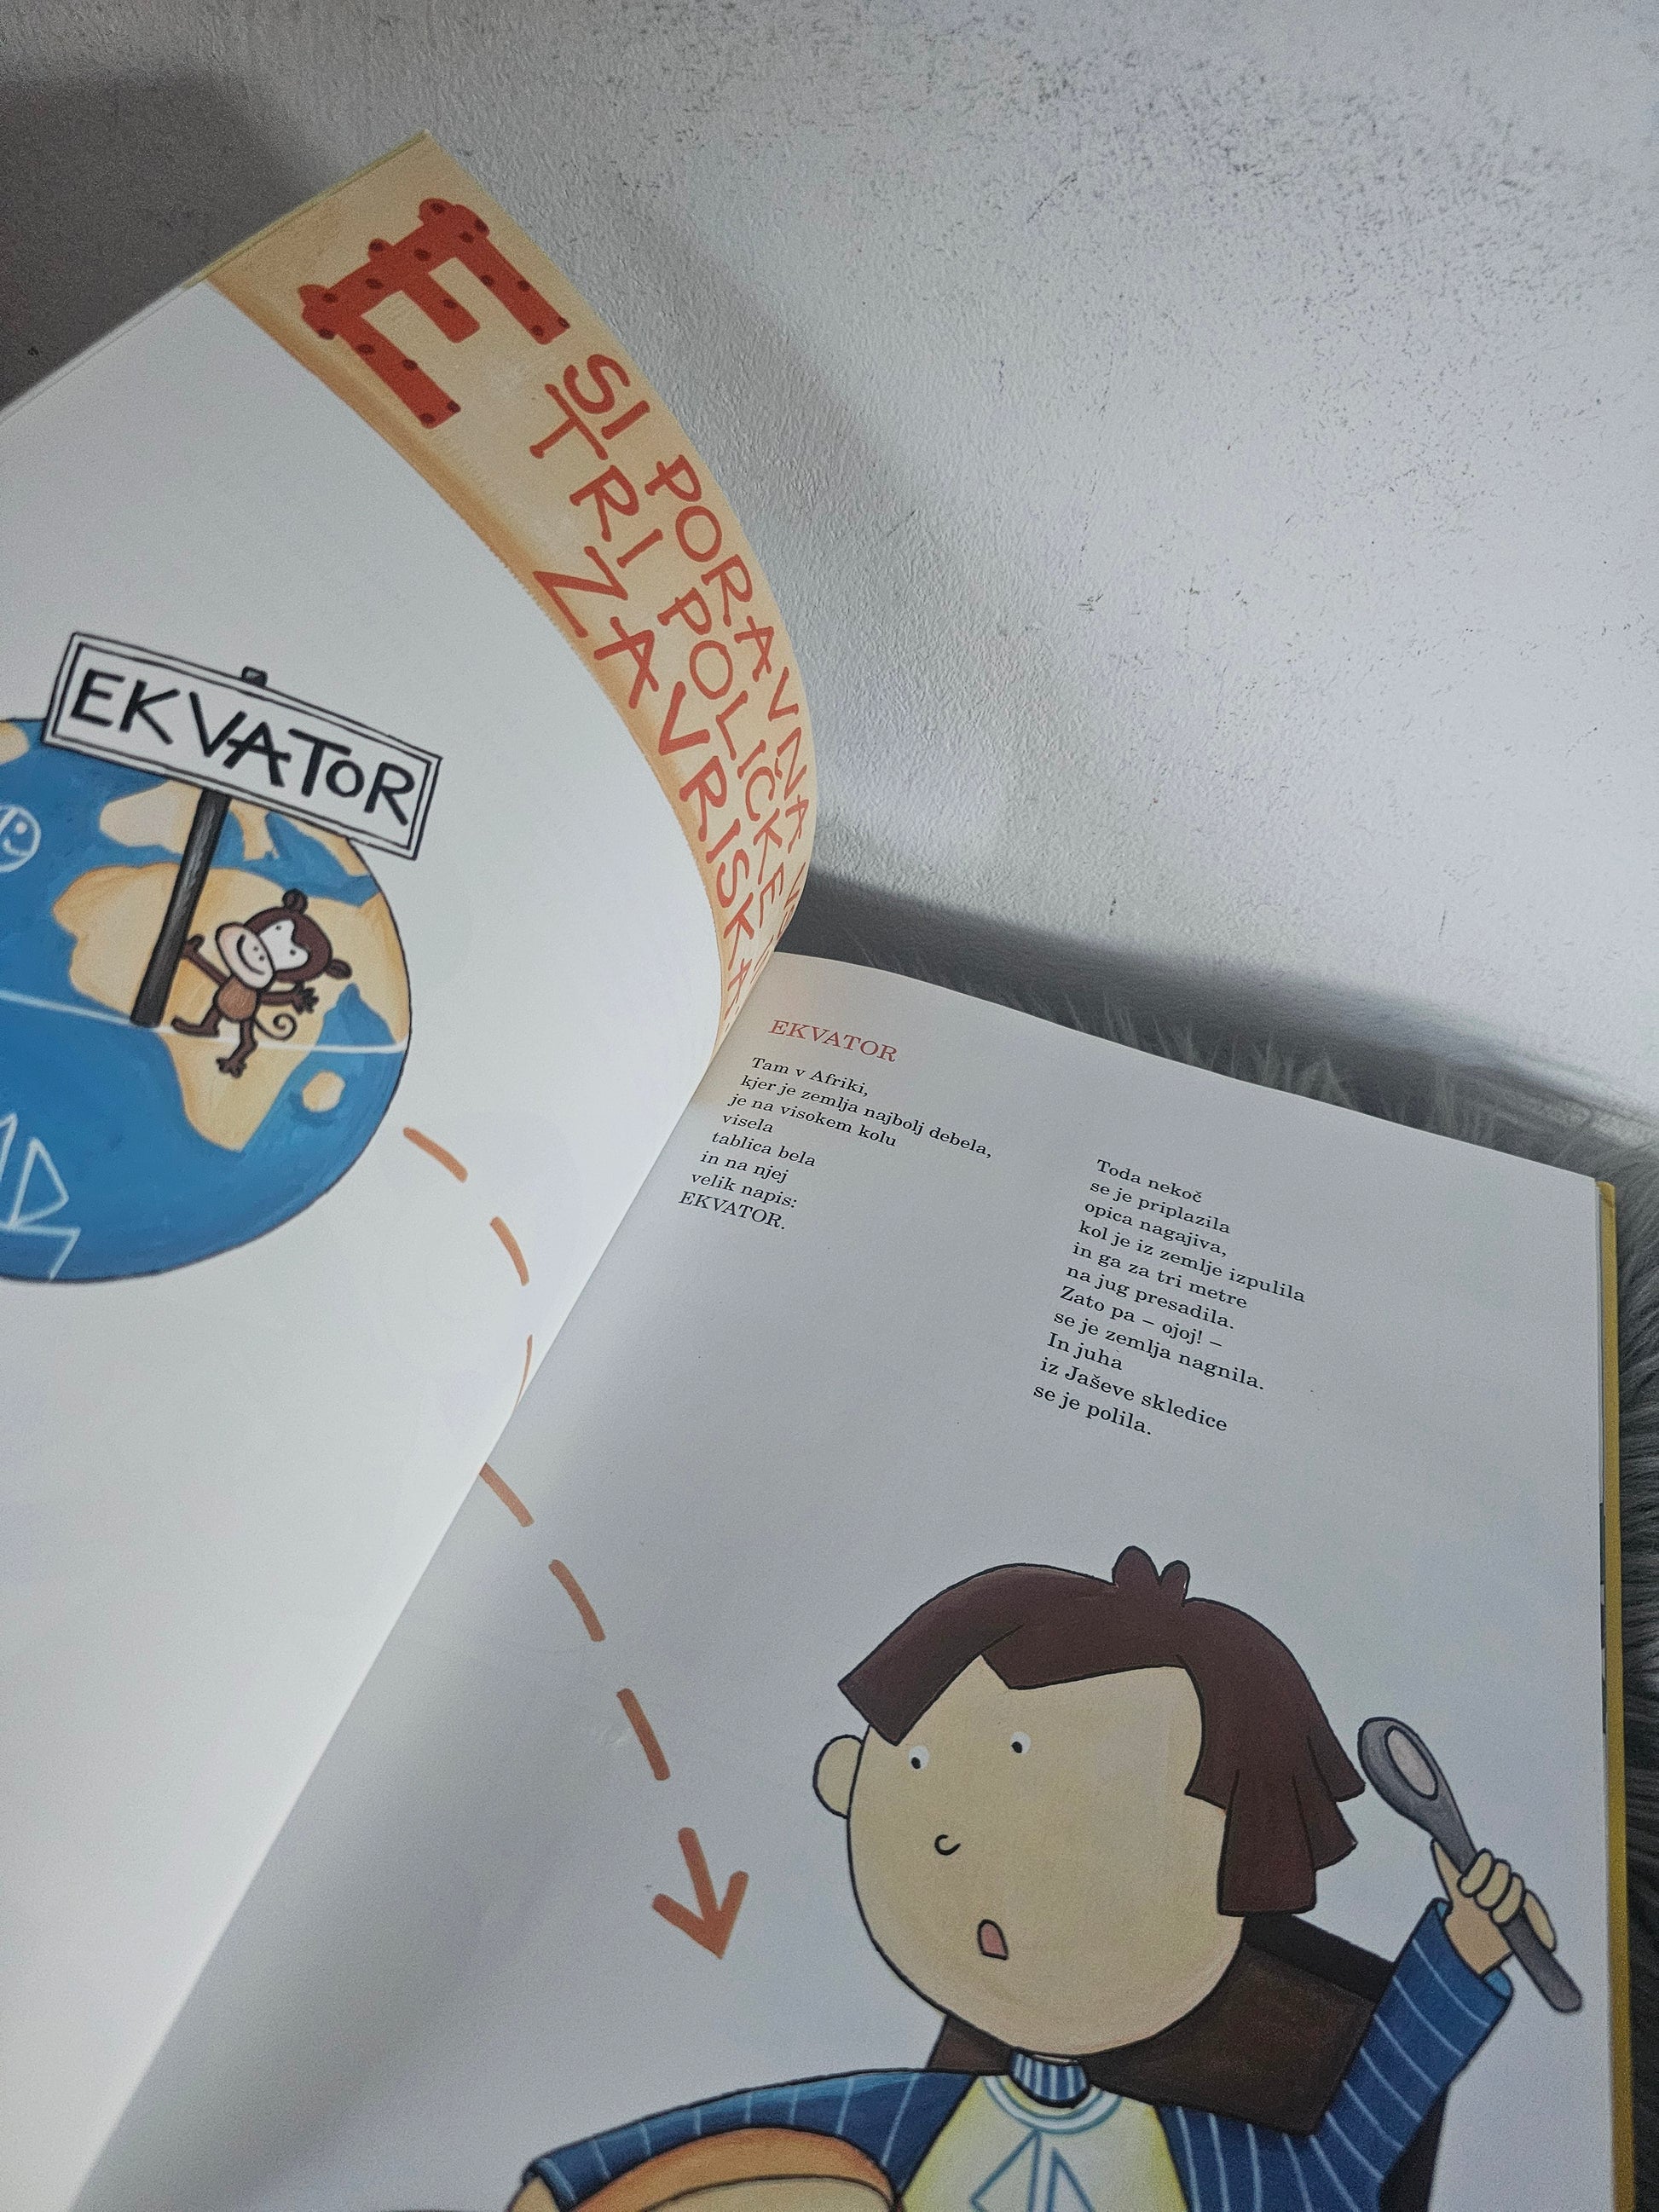 E
SI PORAVNA
TRI POLIČKE
ZAVRISKA
EKVATOR
EKVATOR
Tam v Afriki,
kjer je zemlja najbolj debela,
je na visokem kolu
visela
tablica bela
in na njej
velik napis:
EKVATOR.
Toda nekoč
se je priplazila
opica nagajiva,
kol je iz zemlje izpulila
in ga za tri metre
na jug presadila.
Zato pa – ojoj! –
se je zemlja nagnila.
In juha
iz Jaševe skledice
se je polila.